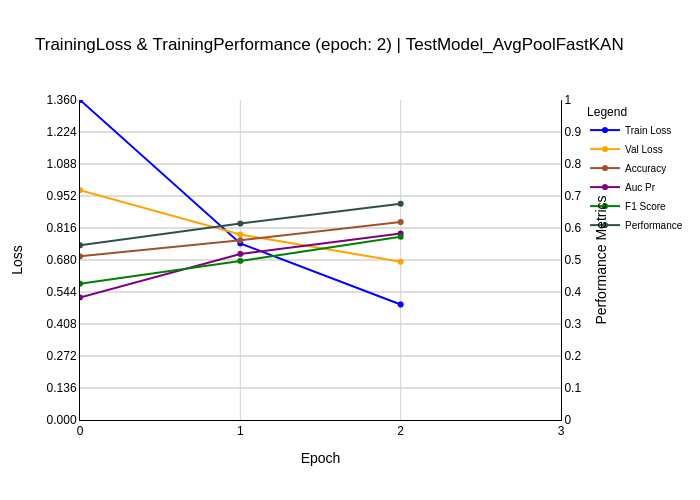 TrainingLoss & TrainingPerformance (epoch: 2) | TestModel_AvgPoolFastKAN
1.360
1.224
1.088
0.952
0.816
0.680
0.544
0.408
0.272
0.136
0.000
Loss
0
1
2
3
Epoch
1
0.9
0.8
0.7
0.6
0.5
0.4
0.3
0.2
0.1
0
Performance Metrics
Legend
Train Loss
Val Loss
Accuracy
Auc Pr
F1 Score
Performance